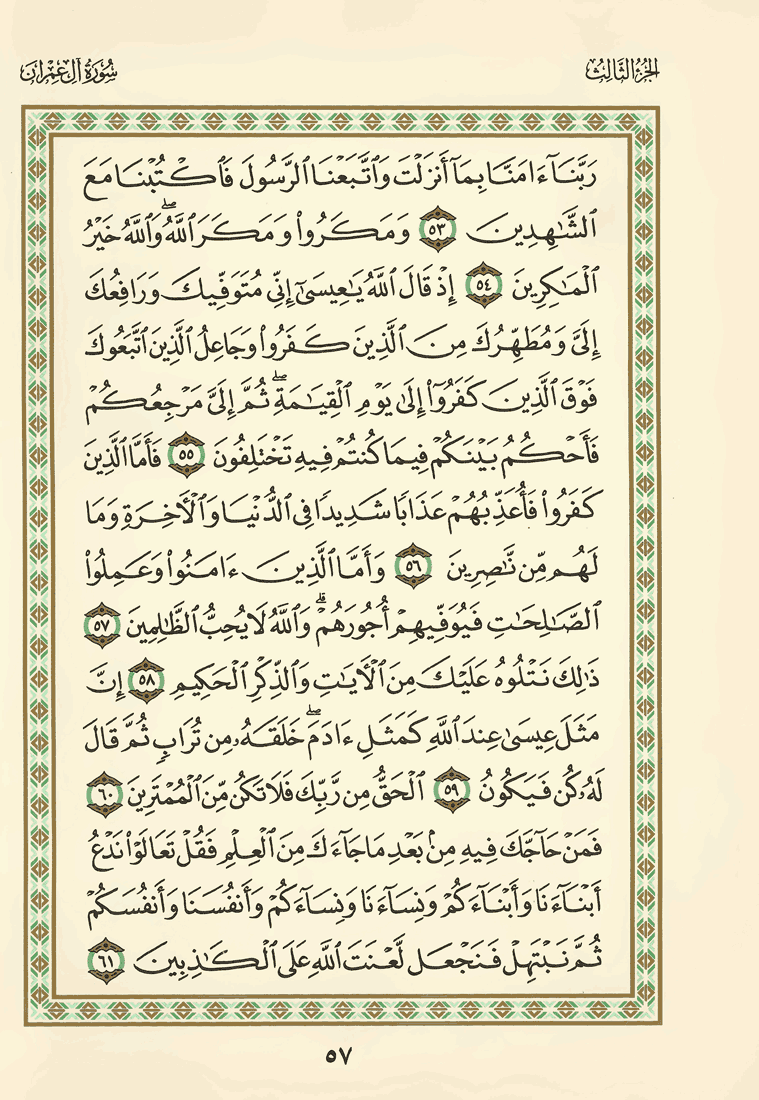 الجزء الثالث
سورة آل عمران
رَبَّنَآ ءَامَنَّا بِمَآ أَنزَلْتَ وَٱتَّبَعْنَا ٱلرَّسُولَ فَٱكْتُبْنَا مَعَ
ٱلشَّٰهِدِينَ ٥٣ وَمَكَرُوا۟ وَمَكَرَ ٱللَّهُ ۖ وَٱللَّهُ خَيْرُ
ٱلْمَٰكِرِينَ ٥٤ إِذْ قَالَ ٱللَّهُ يَٰعِيسَىٰٓ إِنِّى مُتَوَفِّيكَ وَرَافِعُكَ
إِلَىَّ وَمُطَهِّرُكَ مِنَ ٱلَّذِينَ كَفَرُوا۟ وَجَاعِلُ ٱلَّذِينَ ٱتَّبَعُوكَ
فَوْقَ ٱلَّذِينَ كَفَرُوٓا۟ إِلَىٰ يَوْمِ ٱلْقِيَٰمَةِ ۖ ثُمَّ إِلَىَّ مَرْجِعُكُمْ
فَأَحْكُمُ بَيْنَكُمْ فِيمَا كُنتُمْ فِيهِ تَخْتَلِفُونَ ٥٥ فَأَمَّا ٱلَّذِينَ
كَفَرُوا۟ فَأُعَذِّبُهُمْ عَذَابًا شَدِيدًا فِى ٱلدُّنْيَا وَٱلْأَخِرَةِ وَمَا
لَهُم مِّن نَّٰصِرِينَ ٥٦ وَأَمَّا ٱلَّذِينَ ءَامَنُوا۟ وَعَمِلُوا۟
ٱلصَّٰلِحَٰتِ فَيُوَفِّيهِمْ أُجُورَهُمْ ۗ وَٱللَّهُ لَا يُحِبُّ ٱلظَّٰلِمِينَ ٥٧
ذَٰلِكَ نَتْلُوهُ عَلَيْكَ مِنَ ٱلْأَيَٰتِ وَٱلذِّكْرِ ٱلْحَكِيمِ ٥٨ إِنَّ
مَثَلَ عِيسَىٰ عِندَ ٱللَّهِ كَمَثَلِ ءَادَمَ ۖ خَلَقَهُۥ مِن تُرَابٍ ثُمَّ قَالَ
لَهُۥ كُن فَيَكُونُ ٥٩ ٱلْحَقُّ مِن رَّبِّكَ فَلَا تَكُن مِّنَ ٱلْمُمْتَرِينَ ٦٠
فَمَنْ حَآجَّكَ فِيهِ مِنۢ بَعْدِ مَا جَآءَكَ مِنَ ٱلْعِلْمِ فَقُلْ تَعَالَوْا۟ نَدْعُ
أَبْنَآءَنَا وَأَبْنَآءَكُمْ وَنِسَآءَنَا وَنِسَآءَكُمْ وَأَنفُسَنَا وَأَنفُسَكُمْ
ثُمَّ نَبْتَهِلْ فَنَجْعَل لَّعْنَتَ ٱللَّهِ عَلَى ٱلْكَٰذِبِينَ ٦١
٥٧